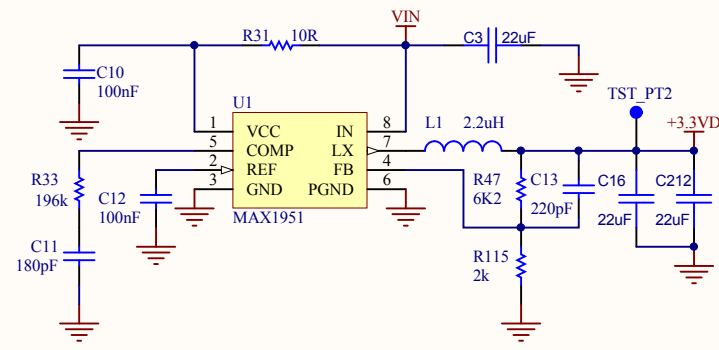 VIN
R31 10R
C3 22uF
C10
100nF
TST_PT2
U1
L1 2.2uH
+3.3VD
1 VCC IN 8
5 COMP LX 7
2 REF FB 4
3 GND PGND 6
MAX1951
R33
196k
C12
100nF
R47
6K2
C13
220pF
C16
22uF
C212
22uF
C11
180pF
R115
2k